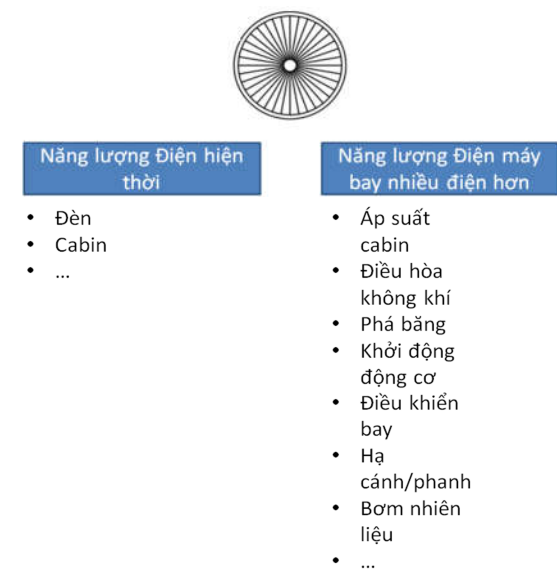 Năng lượng Điện hiện
thời
• Đèn
• Cabin
• ...
Năng lượng Điện máy
bay nhiều điện hơn
• Áp suất
cabin
• Điều hòa
không khí
• Phá băng
• Khởi động
động cơ
• Điều khiển
bay
• Hạ
cánh/phanh
• Bơm nhiên
liệu
• ...